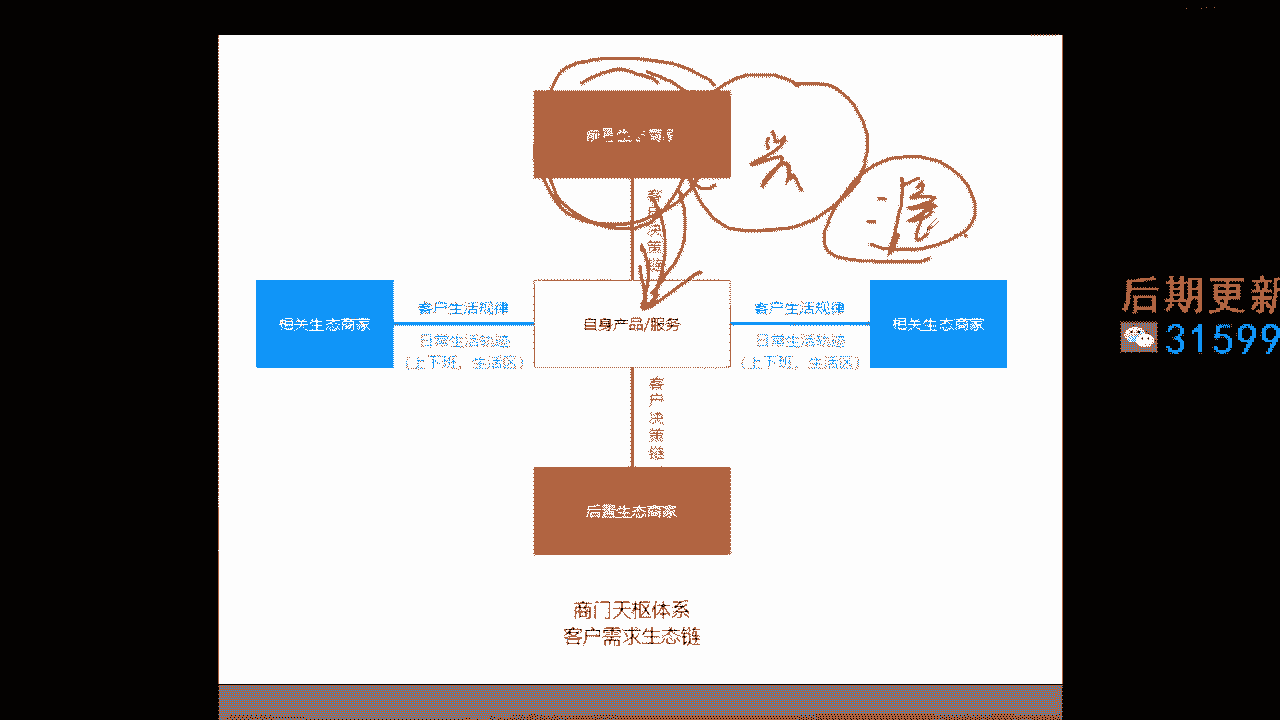 前置生态商家
客户决策链
相关生态商家
客户生活规律
日常生活轨迹
(上下班,生活区)
自身产品/服务
客户生活规律
日常生活轨迹
(上下班,生活区)
相关生态商家
客户决策链
后置生态商家
商门天枢体系
客户需求生态链
后期更新
31599